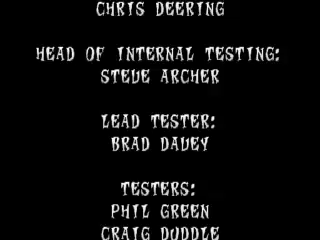 CHRIS DEERING
HEAD OF INTERNAL TESTING:
STEVE ARCHER
LEAD TESTER:
BRAD DAVEY
TESTERS:
PHIL GREEN
CRAIG DUDDLE